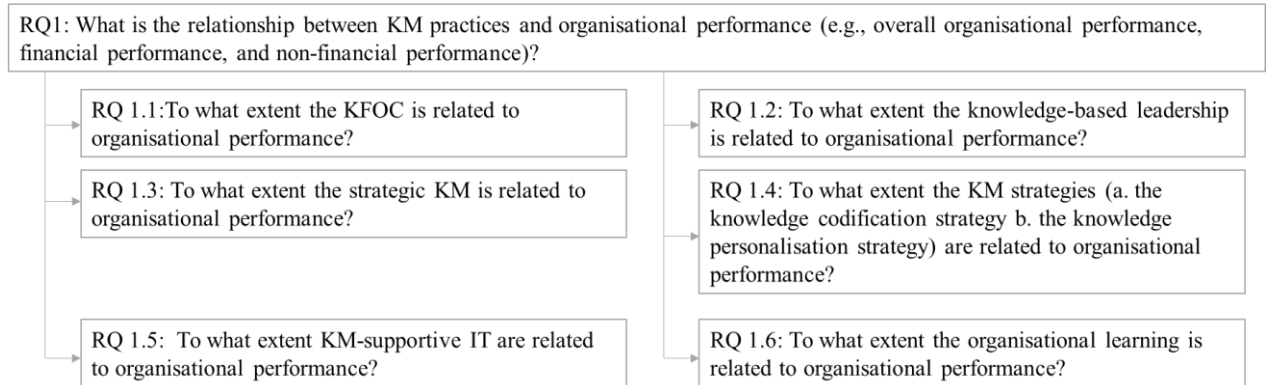 RQ1: What is the relationship between KM practices and organisational performance (e.g., overall organisational performance,
financial performance, and non-financial performance)?
RQ 1.1:To what extent the KFOC is related to
organisational performance?
RQ 1.2: To what extent the knowledge-based leadership
is related to organisational performance?
RQ 1.3: To what extent the strategic KM is related to
organisational performance?
RQ 1.4: To what extent the KM strategies (a. the
knowledge codification strategy b. the knowledge
personalisation strategy) are related to organisational
performance?
RQ 1.5: To what extent KM-supportive IT are related
to organisational performance?
RQ 1.6: To what extent the organisational learning is
related to organisational performance?